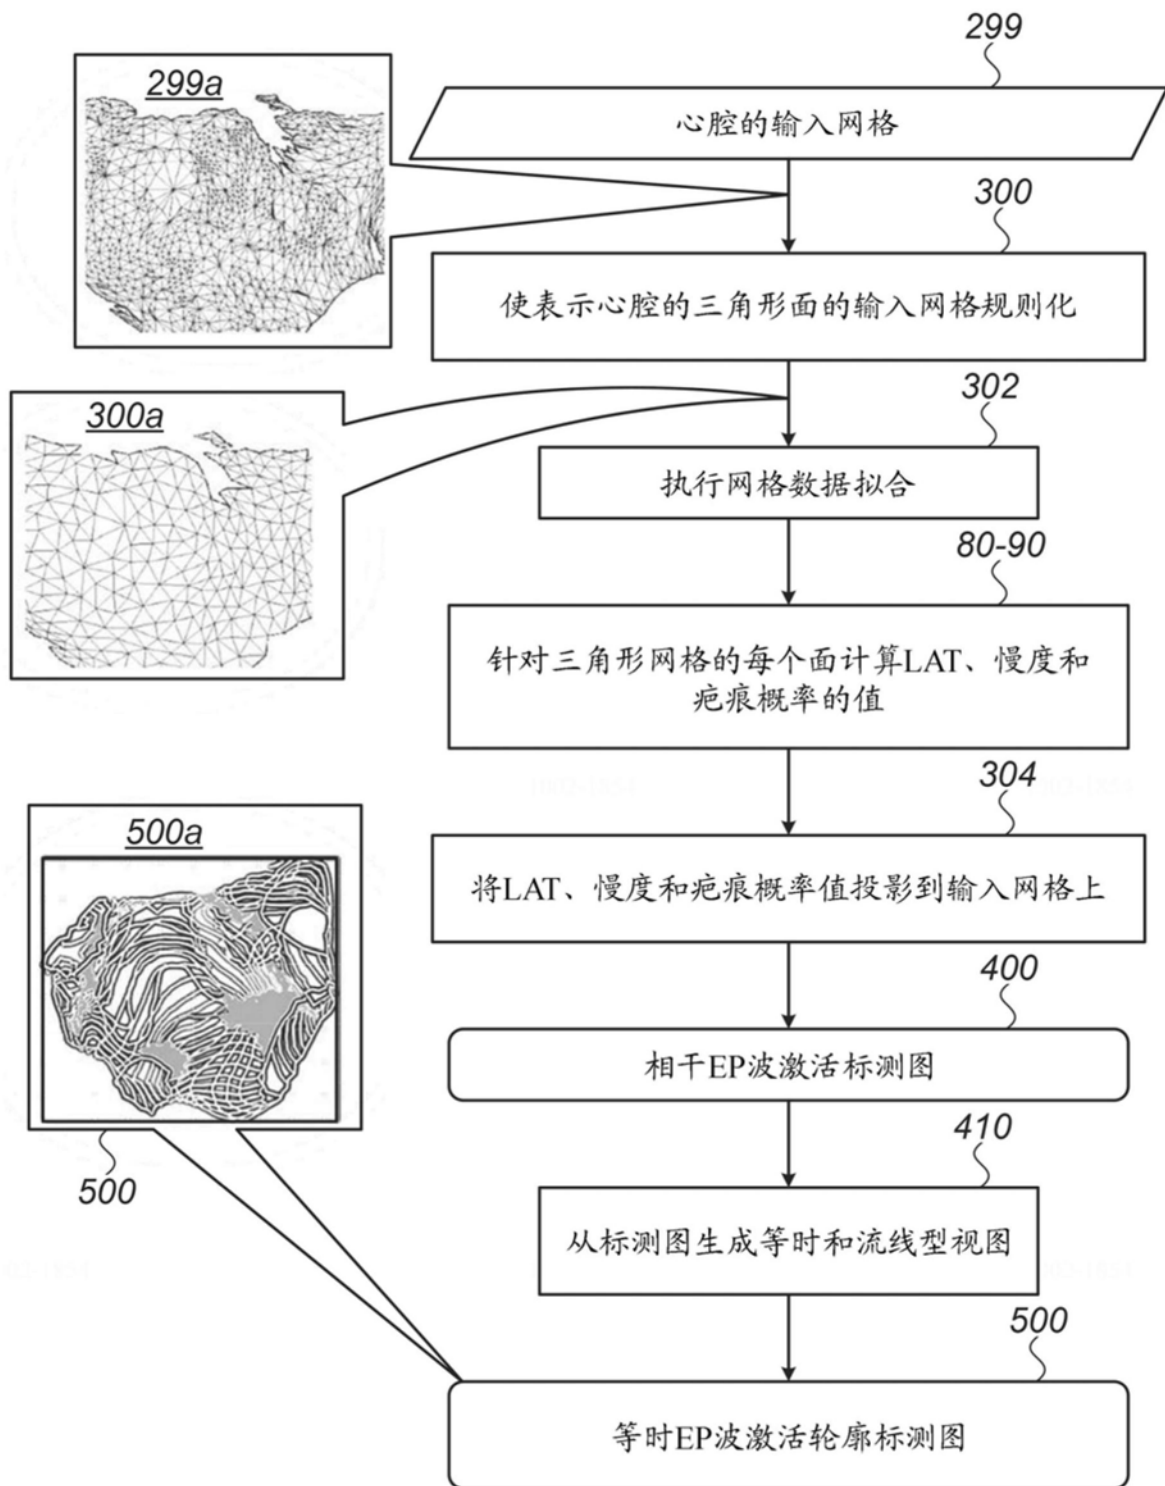 299
299a
心腔的输入网格
300
使表示心腔的三角形面的输入网格规则化
300a
302
执行网格数据拟合
80-90
针对三角形网格的每个面计算LAT、慢度和
疤痕概率的值
304
将LAT、慢度和疤痕概率值投影到输入网格上
500a
400
相干EP波激活标测图
410
500
从标测图生成等时和流线型视图
500
等时EP波激活轮廓标测图